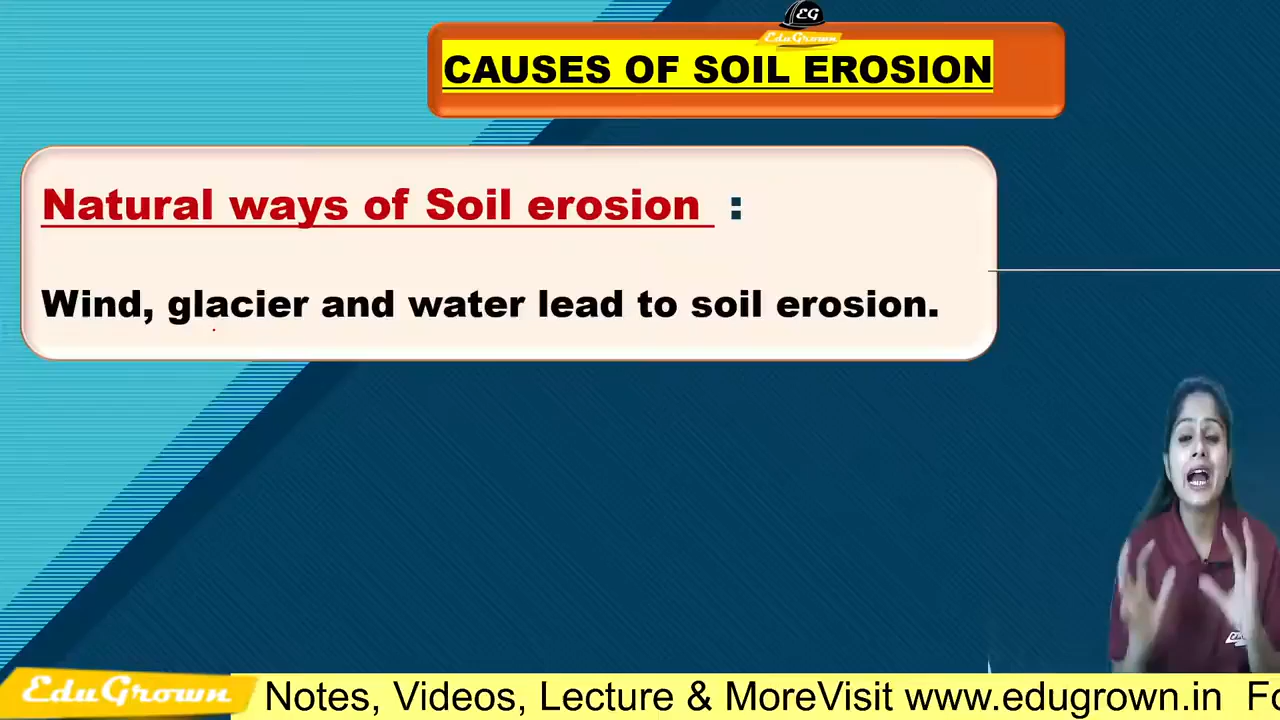 EG
EduGrown
CAUSES OF SOIL EROSION
Natural ways of Soil erosion :
Wind, glacier and water lead to soil erosion.
EduGrown
Notes, Videos, Lecture & MoreVisit www.edugrown.in Fo